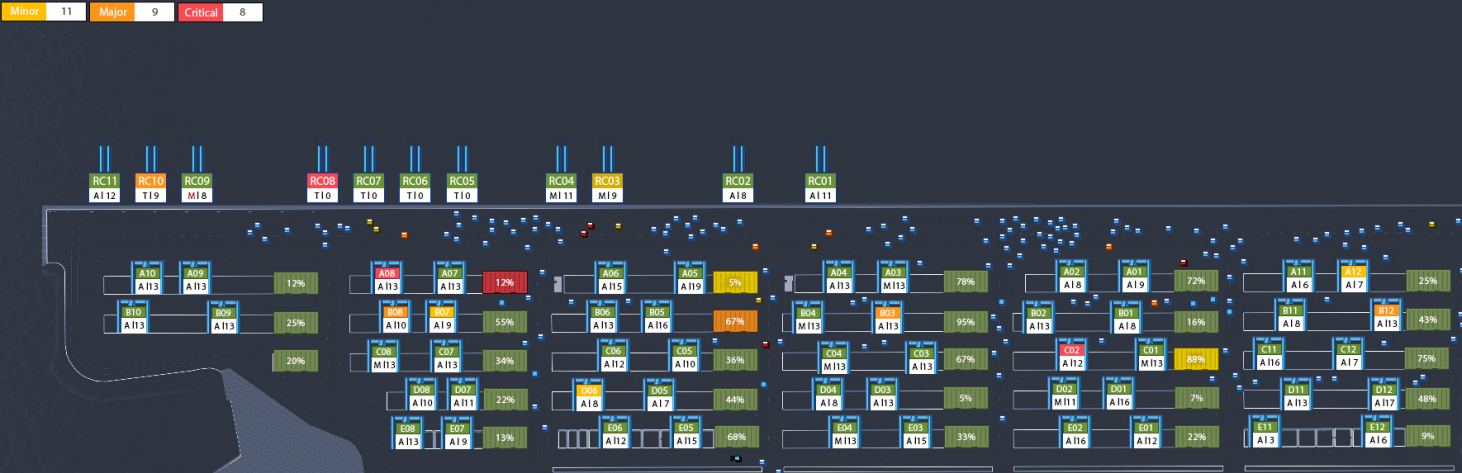 Minor 11 Major 9 Critical 8
RC11 RC10 RC09 RC08 RC07 RC06 RC05 RC04 RC03 RC02 RC01
A|12 T|9 M|8 T|0 T|0 T|0 T|0 M|11 M|9 A|8 A|11
A10 A09 A08 A07 A06 A05 A04 A03 A02 A01 A11 A12
A|13 A|13 12% A|13 A|13 12% A|15 A|19 5% A|13 M|13 78% A|8 A|9 72% A|6 A|7 25%
B10 B09 B08 B07 B06 B05 B04 B03 B02 B01 B11 B12
A|13 A|13 25% A|10 A|9 55% A|13 A|16 67% M|13 A|13 95% A|13 A|8 16% A|8 A|13 43%
C08 C07 C06 C05 C04 C03 C02 C01 C11 C12
20% M|13 A|13 34% A|12 A|10 36% M|13 A|13 67% A|12 M|13 88% A|16 A|7 75%
D08 D07 D06 D05 D04 D03 D02 D01 D11 D12
A|10 A|11 22% A|8 A|7 44% A|8 A|13 5% M|11 A|16 7% A|13 A|17 48%
E08 E07 E06 E05 E04 E03 E02 E01 E11 E12
A|13 A|9 13% A|12 A|15 68% M|13 A|15 33% A|16 A|12 22% A|3 A|6 9%